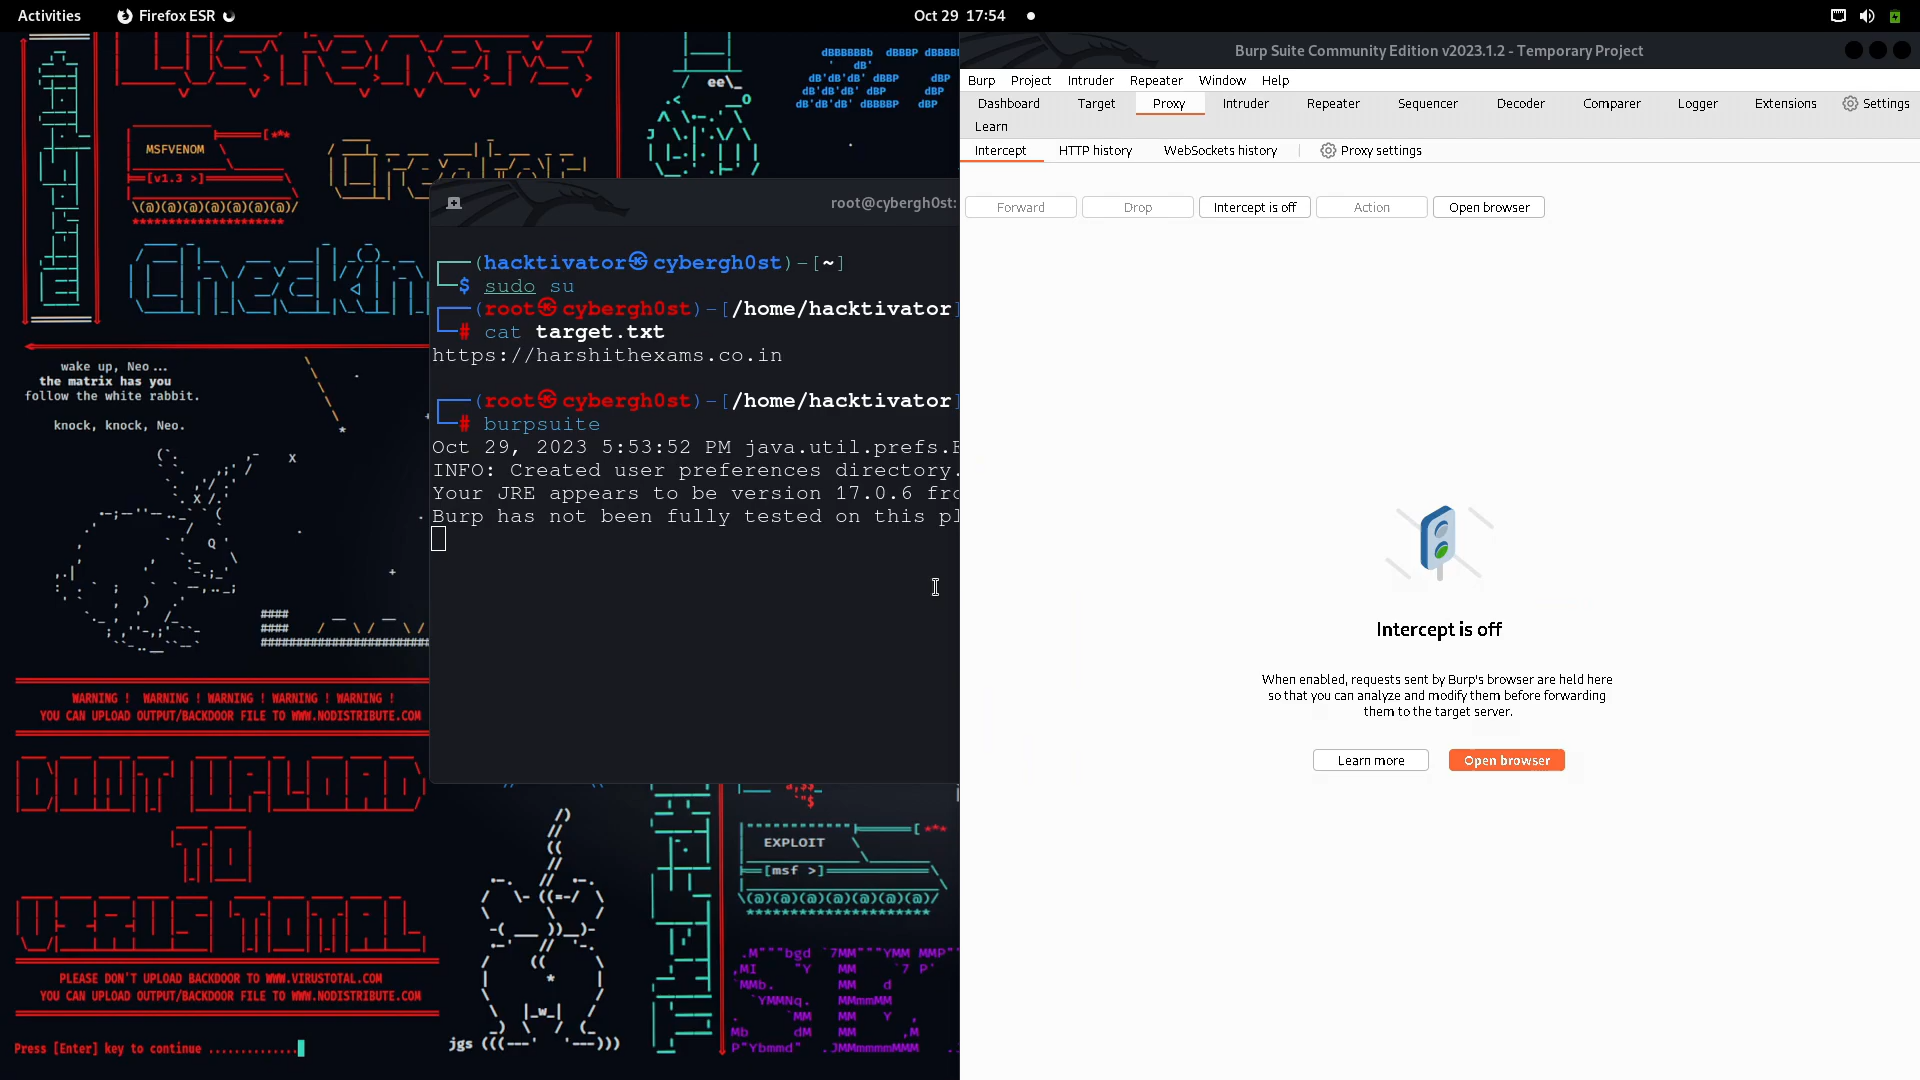 Activities
Firefox ESR
Oct 29 17:54
wake up, Neo...
the matrix has you
follow the white rabbit.
knock, knock, Neo.
MSFVENOM
[v1.3 >]
WARNING ! WARNING ! WARNING ! WARNING ! WARNING !
YOU CAN UPLOAD OUTPUT/BACKDOOR FILE TO WWW.NODISTRIBUTE.COM
DONT UPLOAD
TO
VIRUSTOTAL
PLEASE DON'T UPLOAD BACKDOOR TO WWW.VIRUSTOTAL.COM
YOU CAN UPLOAD OUTPUT/BACKDOOR FILE TO WWW.NODISTRIBUTE.COM
Press [Enter] key to continue ..............
Listeners
Creator
Checkin
EXPLOIT
[msf >]
jgs
root@cybergh0st:
(hacktivator㉿cybergh0st)-[~]
$ sudo su
(root㉿cybergh0st)-[/home/hacktivator]
# cat target.txt
https://harshithexams.co.in
(root㉿cybergh0st)-[/home/hacktivator]
# burpsuite
Oct 29, 2023 5:53:52 PM java.util.prefs.
INFO: Created user preferences directory.
Your JRE appears to be version 17.0.6 fro
Burp has not been fully tested on this pl
Burp Suite Community Edition v2023.1.2 - Temporary Project
Burp Project Intruder Repeater Window Help
Dashboard Target Proxy Intruder Repeater Sequencer Decoder Comparer Logger Extensions Settings
Learn
Intercept HTTP history WebSockets history Proxy settings
Forward Drop Intercept is off Action Open browser
Intercept is off
When enabled, requests sent by Burp's browser are held here
so that you can analyze and modify them before forwarding
them to the target server.
Learn more Open browser